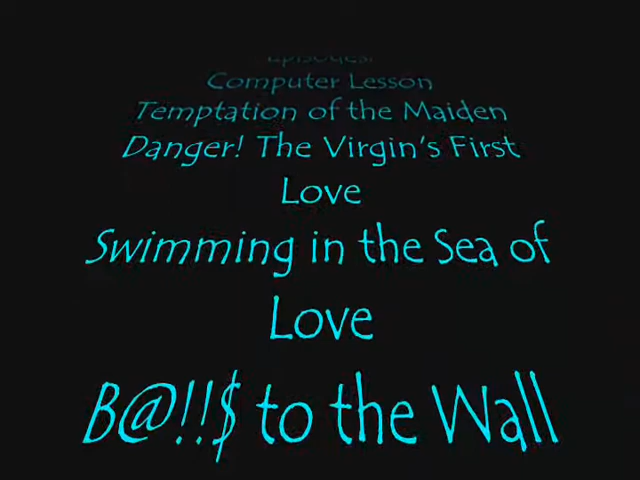 Episodes:
Computer Lesson
Temptation of the Maiden
Danger! The Virgin's First
Love
Swimming in the Sea of
Love
B@!!$ to the Wall